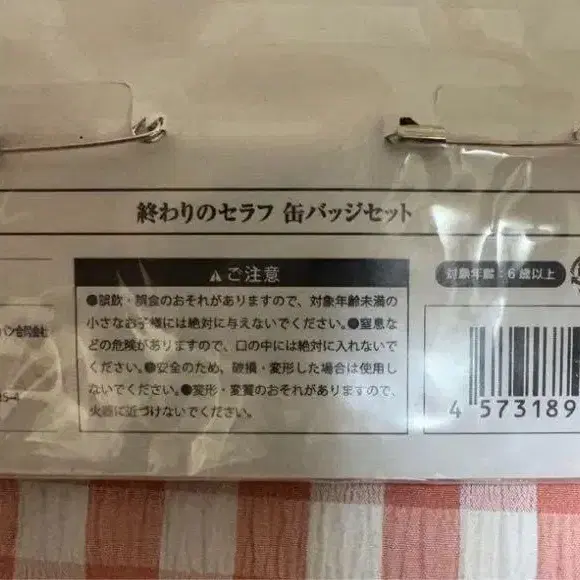 終わりのセラフ 缶バッジセット
⚠ご注意
●誤飲・誤食のおそれがありますので、対象年齢未満の
小さなお子様には絶対に与えないでください。●窒息な
どの危険がありますので、口の中には絶対に入れないで
ください。●安全のため、破損・変形した場合は使用し
ないでください。●変形・変質のおそれがありますので、
火器に近づけないでください。
対象年齢：6歳以上
パン合同会社
4 573189